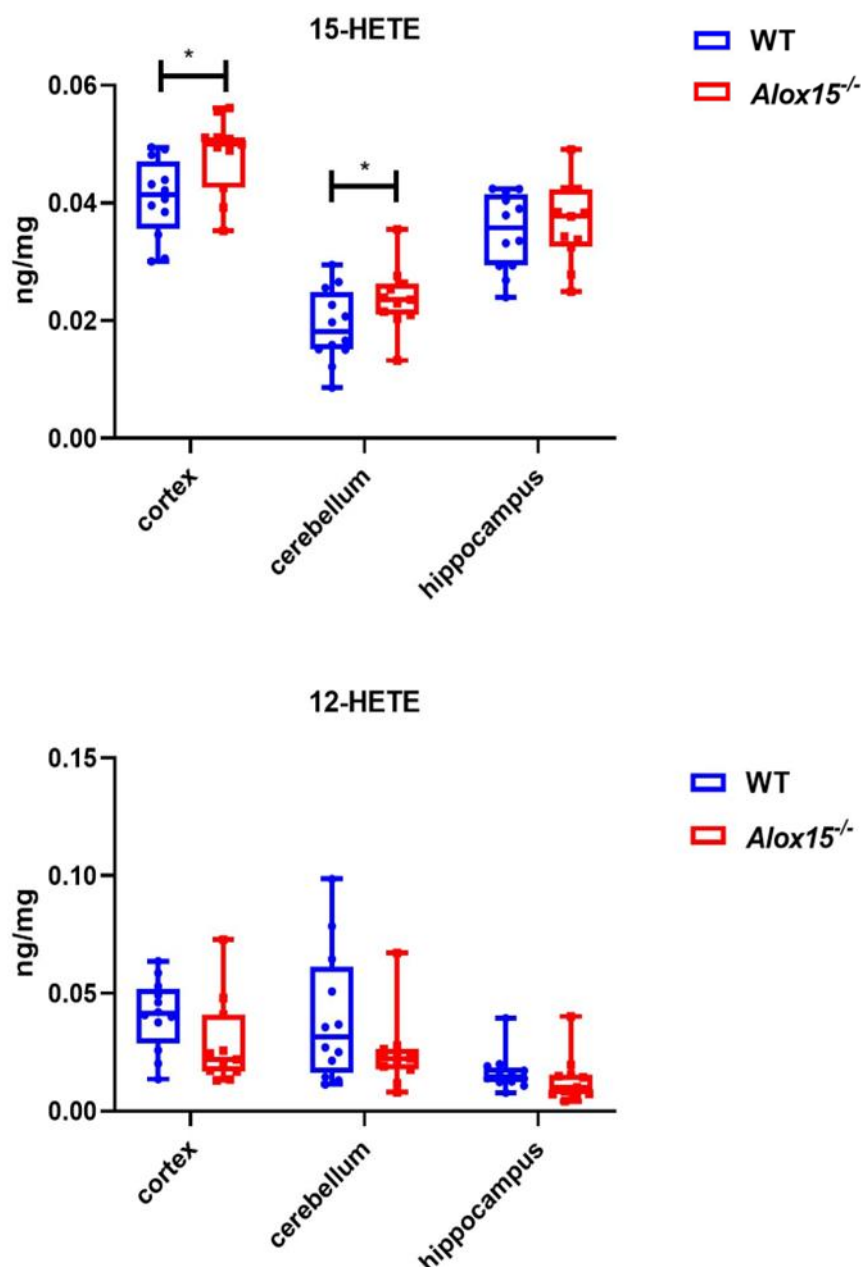 15-HETE
WT
Alox15-/-
*
*
0.06
0.04
0.02
0.00
ng/mg
cortex
cerebellum
hippocampus
12-HETE
WT
Alox15-/-
0.15
0.10
0.05
0.00
ng/mg
cortex
cerebellum
hippocampus